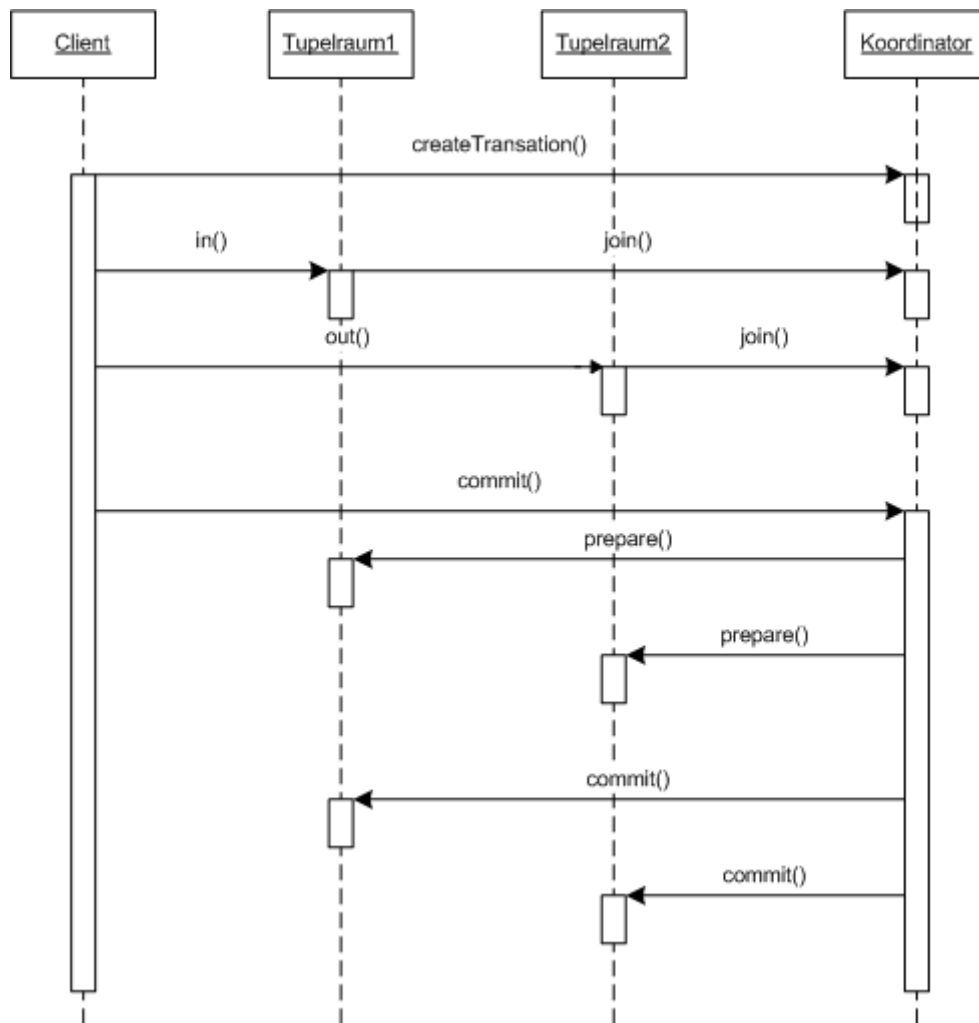 Client
Tupelraum1
Tupelraum2
Koordinator
createTransation()
in()
join()
out()
join()
commit()
prepare()
prepare()
commit()
commit()